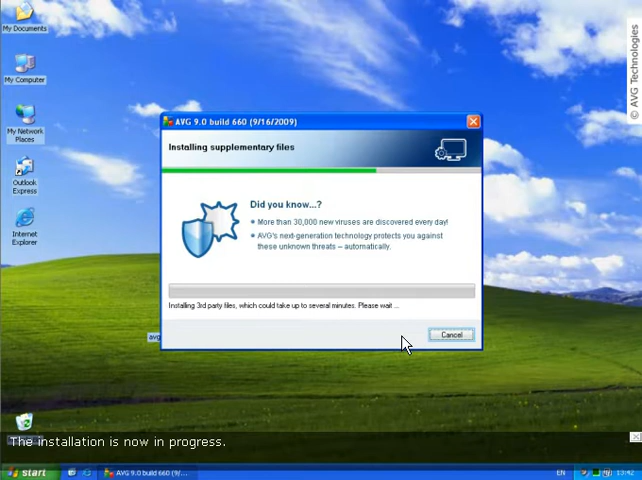 My Documents
My Computer
My Network
Places
Outlook
Express
Internet
Explorer
© AVG Technologies
AVG 9.0 build 660 (9/16/2009)
Installing supplementary files
Did you know...?
More than 30,000 new viruses are discovered every day!
AVG's next-generation technology protects you against
these unknown threats – automatically.
Installing 3rd party files, which could take up to several minutes. Please wait ...
Cancel
avg
The installation is now in progress.
start
AVG 9.0 build 660 (9/...
EN
13:42